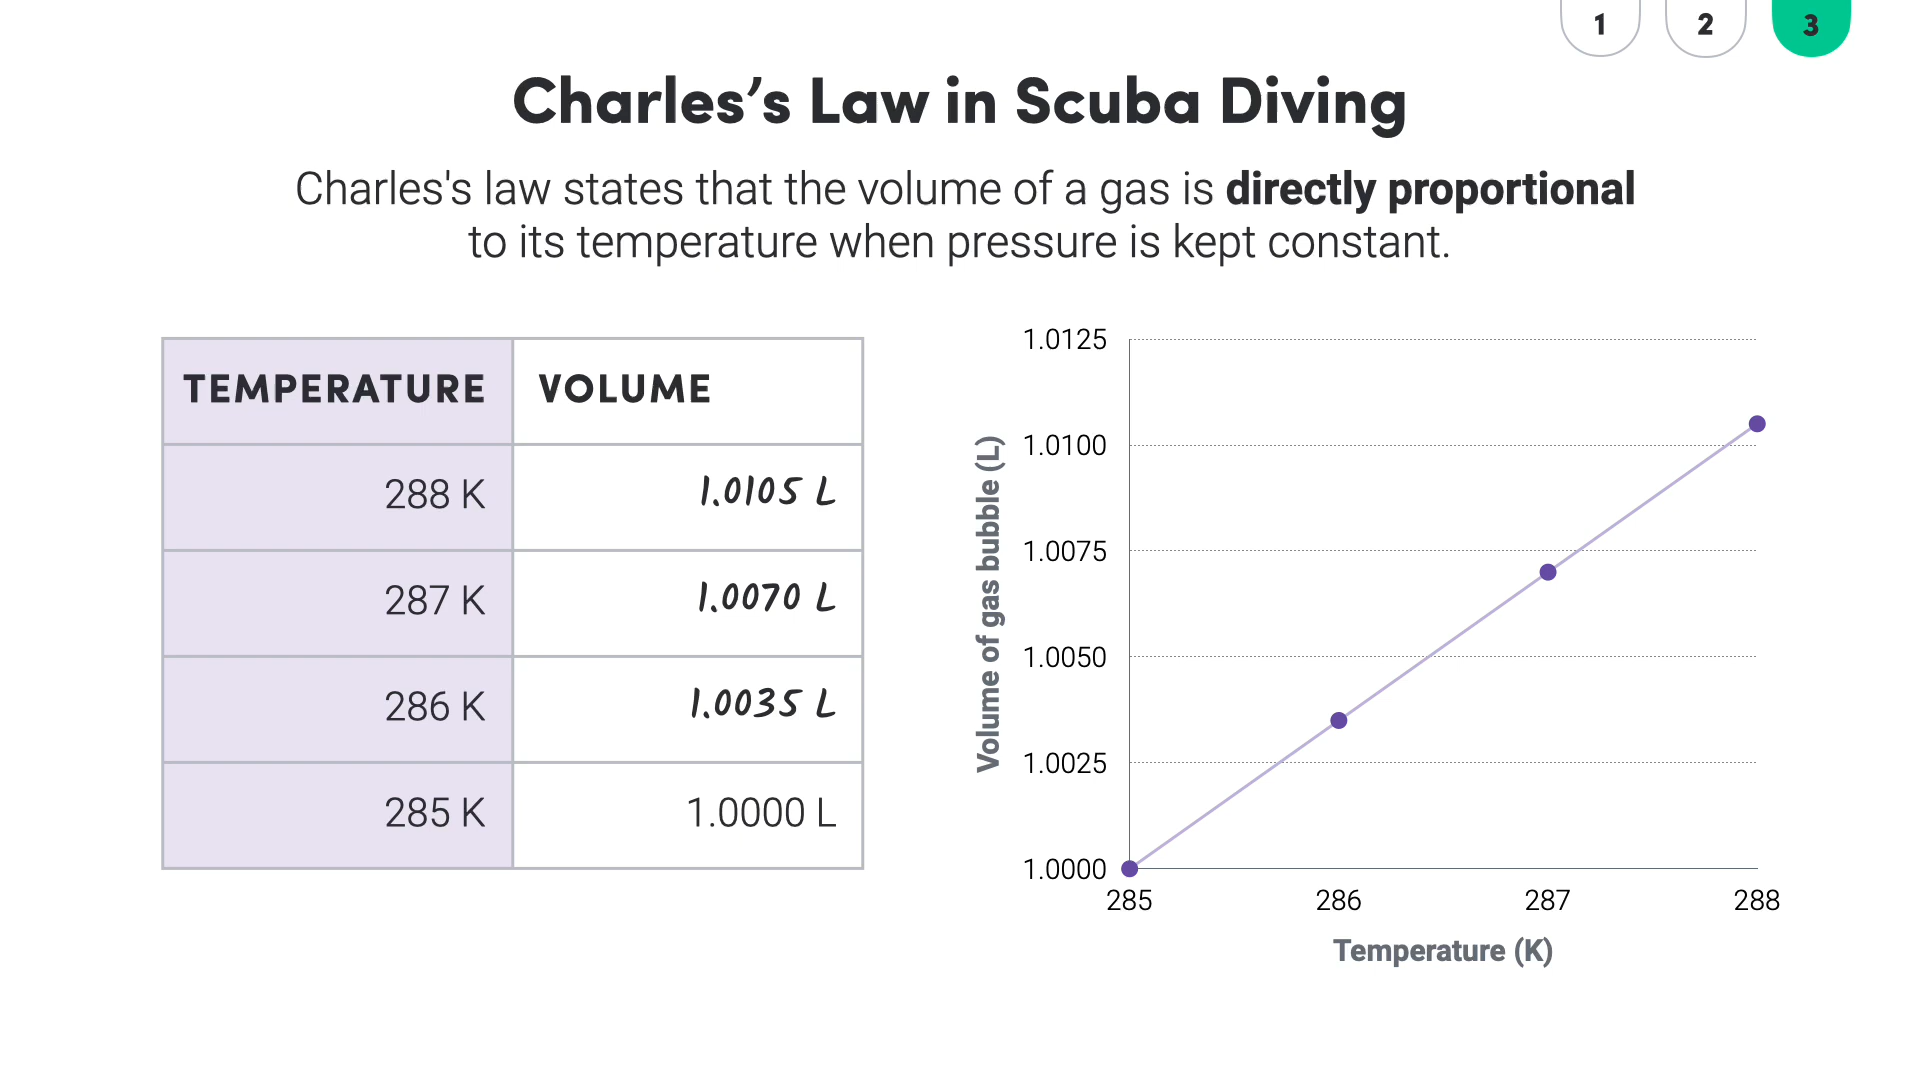 1 2 3
Charles’s Law in Scuba Diving
Charles's law states that the volume of a gas is directly proportional
to its temperature when pressure is kept constant.
TEMPERATURE VOLUME
288 K 1.0105 L
287 K 1.0070 L
286 K 1.0035 L
285 K 1.0000 L
Volume of gas bubble (L)
1.0125
1.0100
1.0075
1.0050
1.0025
1.0000
285 286 287 288
Temperature (K)